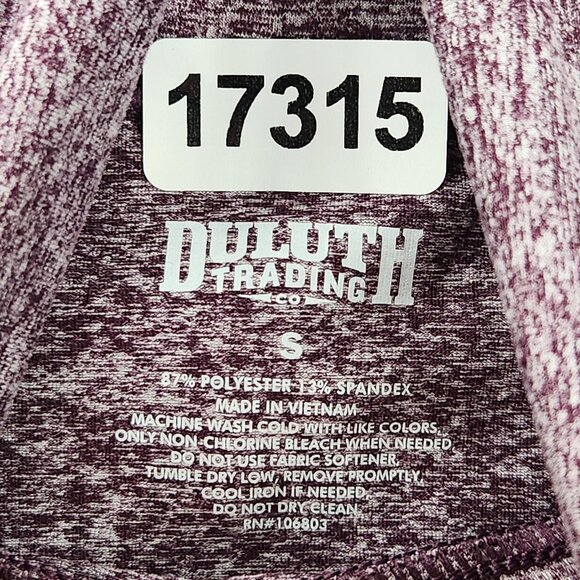 17315
DULUTH
TRADING
CO
S
87% POLYESTER 13% SPANDEX
MADE IN VIETNAM
MACHINE WASH COLD WITH LIKE COLORS,
ONLY NON-CHLORINE BLEACH WHEN NEEDED,
DO NOT USE FABRIC SOFTENER,
TUMBLE DRY LOW, REMOVE PROMPTLY,
COOL IRON IF NEEDED,
DO NOT DRY CLEAN
RN#106803